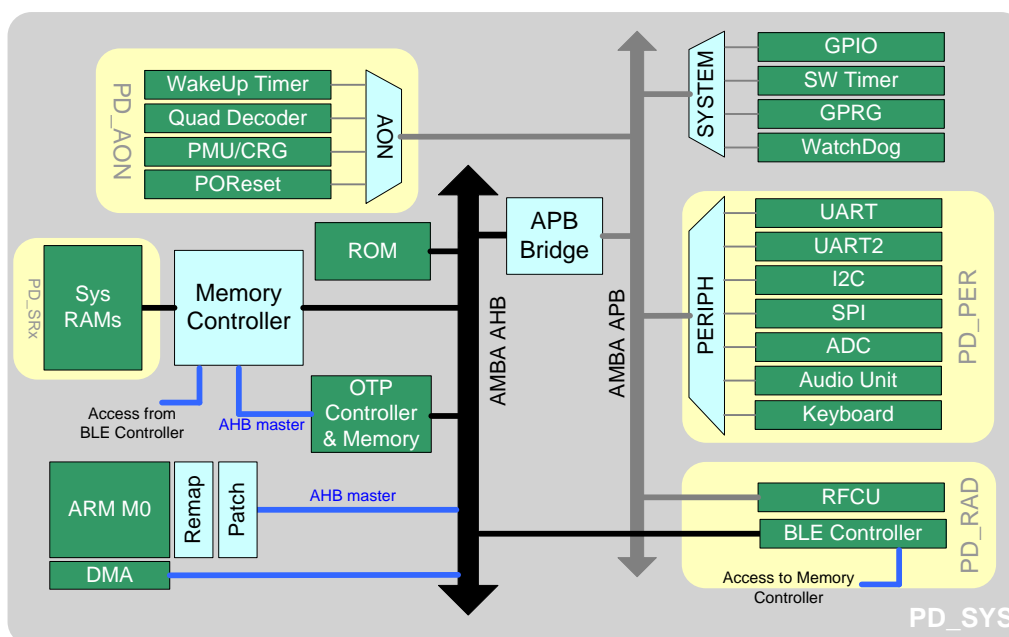 PD_AON
WakeUp Timer
Quad Decoder
PMU/CRG
POReset
AON
SYSTEM
GPIO
SW Timer
GPRG
WatchDog
PD_SRx
Sys
RAMs
Memory
Controller
ROM
APB
Bridge
AMBA AHB
AMBA APB
PERIPH
UART
UART2
I2C
SPI
ADC
Audio Unit
Keyboard
PD_PER
Access from
BLE Controller
AHB master
OTP
Controller
& Memory
ARM M0
Remap
Patch
AHB master
DMA
RFCU
BLE Controller
PD_RAD
Access to Memory
Controller
PD_SYS